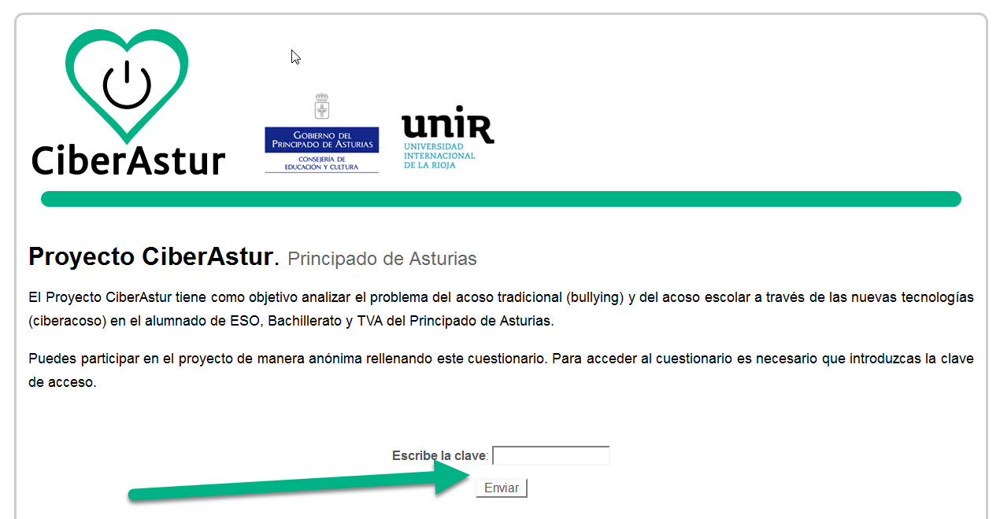 CiberAstur
GOBIERNO DEL
PRINCIPADO DE ASTURIAS
CONSEJERÍA DE
EDUCACIÓN Y CULTURA
uniR
UNIVERSIDAD
INTERNACIONAL
DE LA RIOJA
Proyecto CiberAstur. Principado de Asturias
El Proyecto CiberAstur tiene como objetivo analizar el problema del acoso tradicional (bullying) y del acoso escolar a través de las nuevas tecnologías
(ciberacoso) en el alumnado de ESO, Bachillerato y TVA del Principado de Asturias.
Puedes participar en el proyecto de manera anónima rellenando este cuestionario. Para acceder al cuestionario es necesario que introduzcas la clave
de acceso.
Escribe la clave:
Enviar